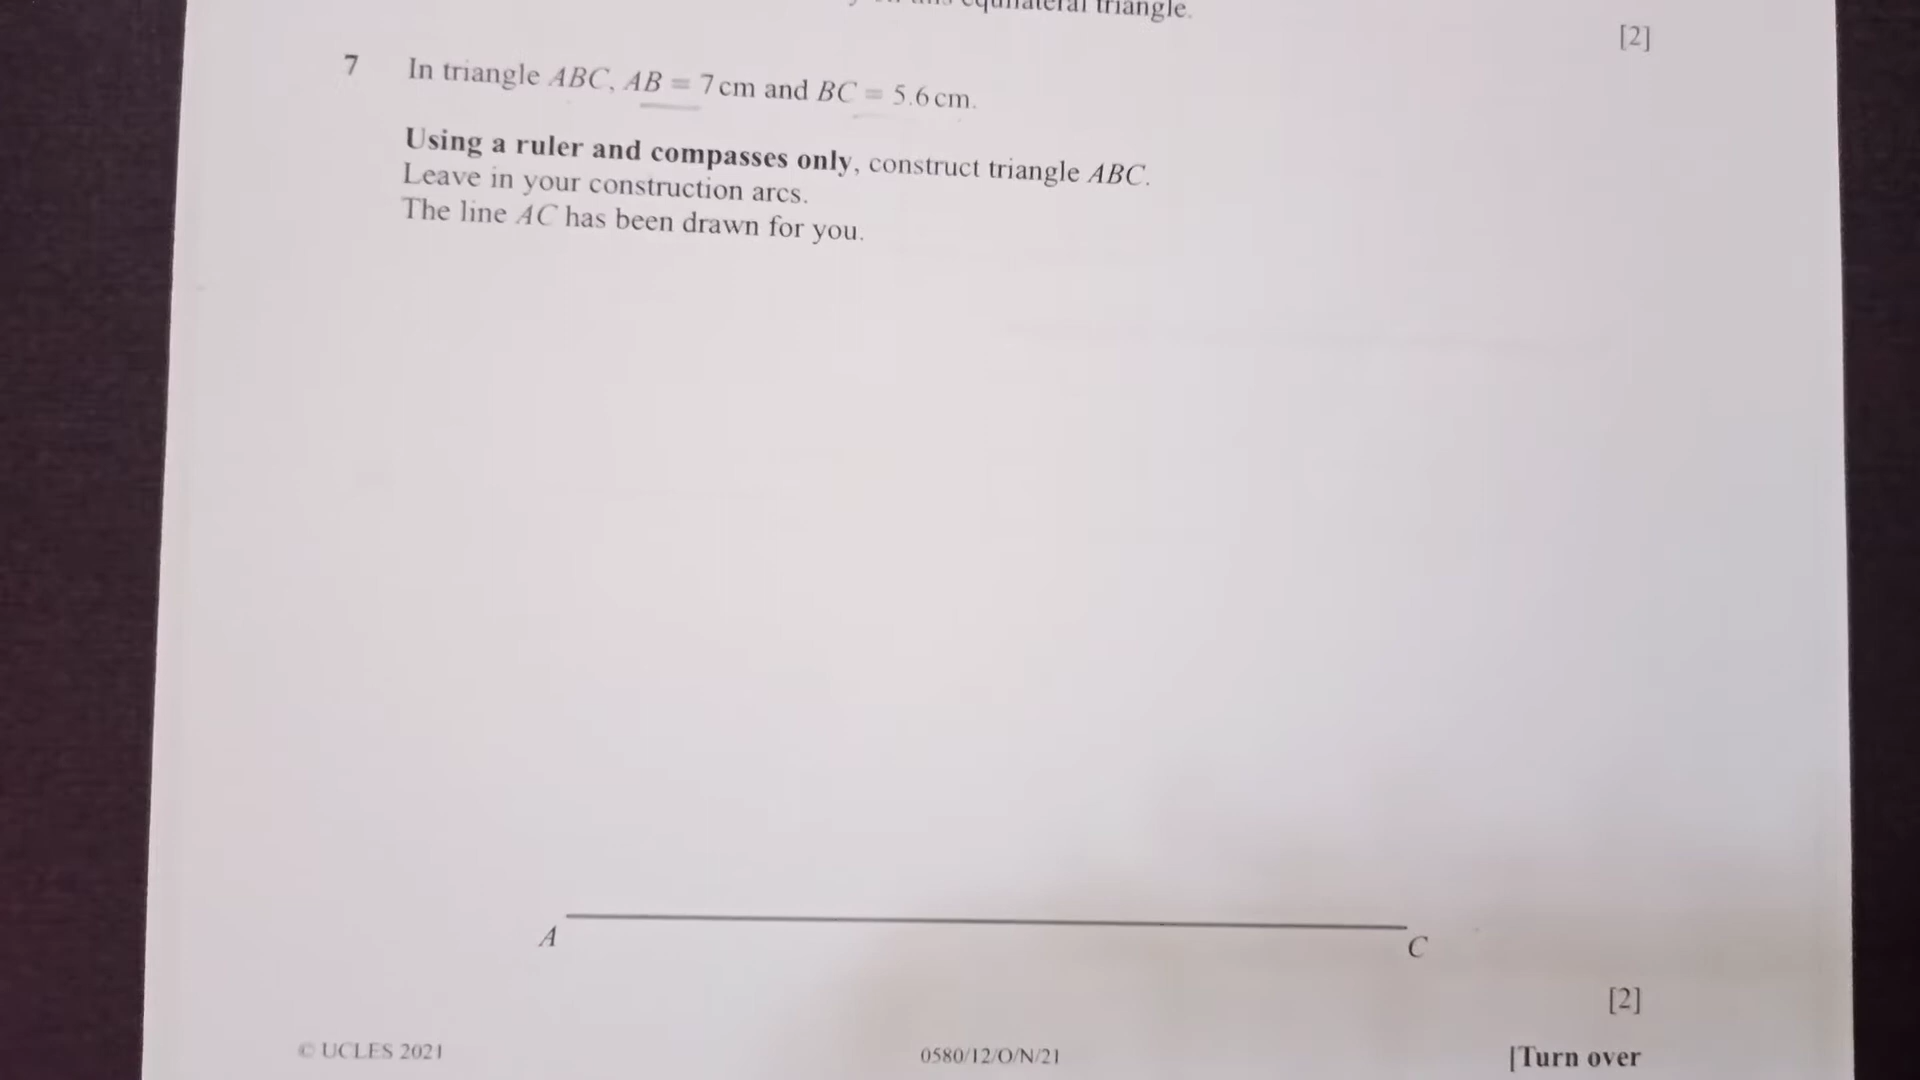 equilateral triangle.
[2]
7 In triangle ABC, AB = 7 cm and BC = 5.6 cm.
Using a ruler and compasses only, construct triangle ABC.
Leave in your construction arcs.
The line AC has been drawn for you.
A
C
[2]
© UCLES 2021
0580/12/O/N/21
[Turn over